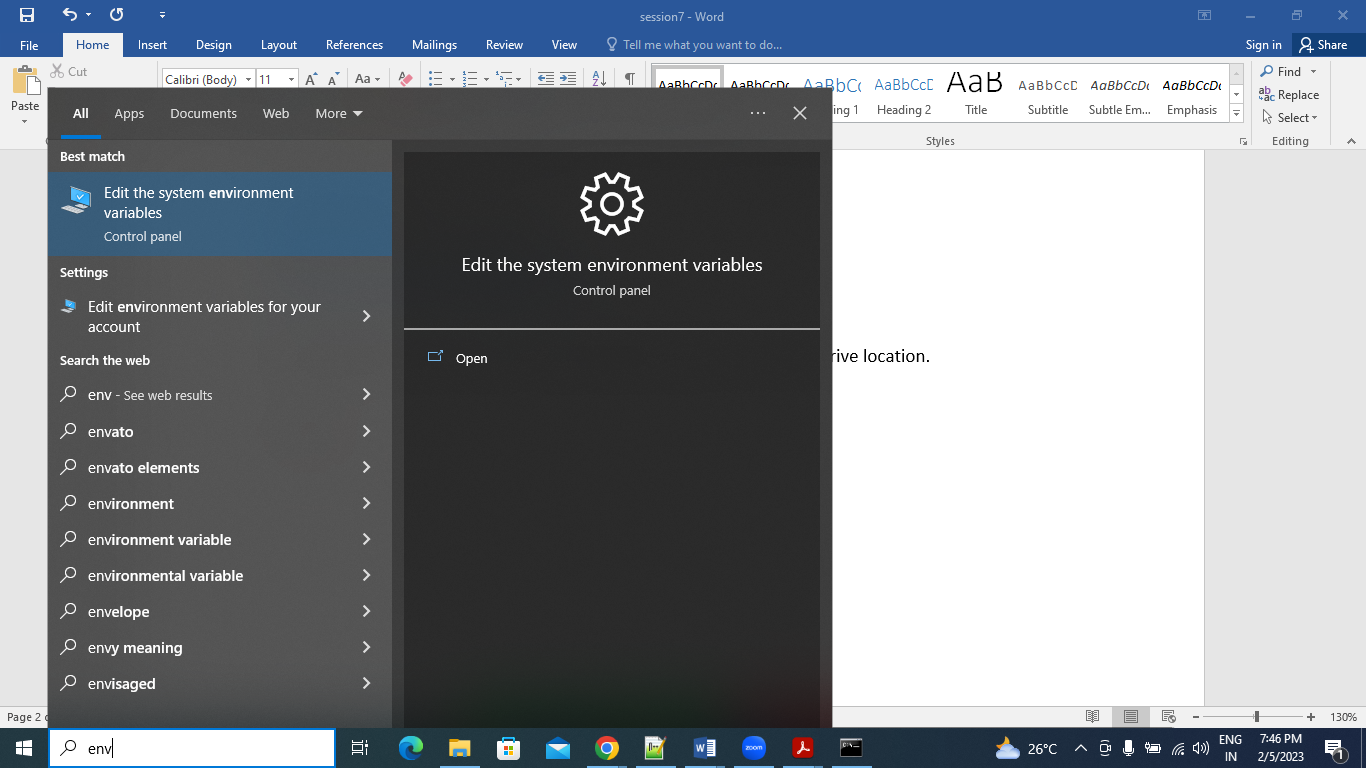 session7 - Word
File
Home
Insert
Design
Layout
References
Mailings
Review
View
Tell me what you want to do...
Sign in
Share
Paste
Cut
Calibri (Body)
11
Aa
AaBbCcDc
AaBbCcDc
AaBbCc
AaBbCcD
AaB
AaBbCcD
AaBbCcDc
AaBbCcDc
ing 1
Heading 2
Title
Subtitle
Subtle Em...
Emphasis
Styles
Find
Replace
Select
Editing
All
Apps
Documents
Web
More
Best match
Edit the system environment
variables
Control panel
Settings
Edit environment variables for your
account
Search the web
env - See web results
envato
envato elements
environment
environment variable
environmental variable
envelope
envy meaning
envisaged
Edit the system environment variables
Control panel
Open
rive location.
Page 2
130%
env
zoom
26°C
ENG
IN
7:46 PM
2/5/2023
1